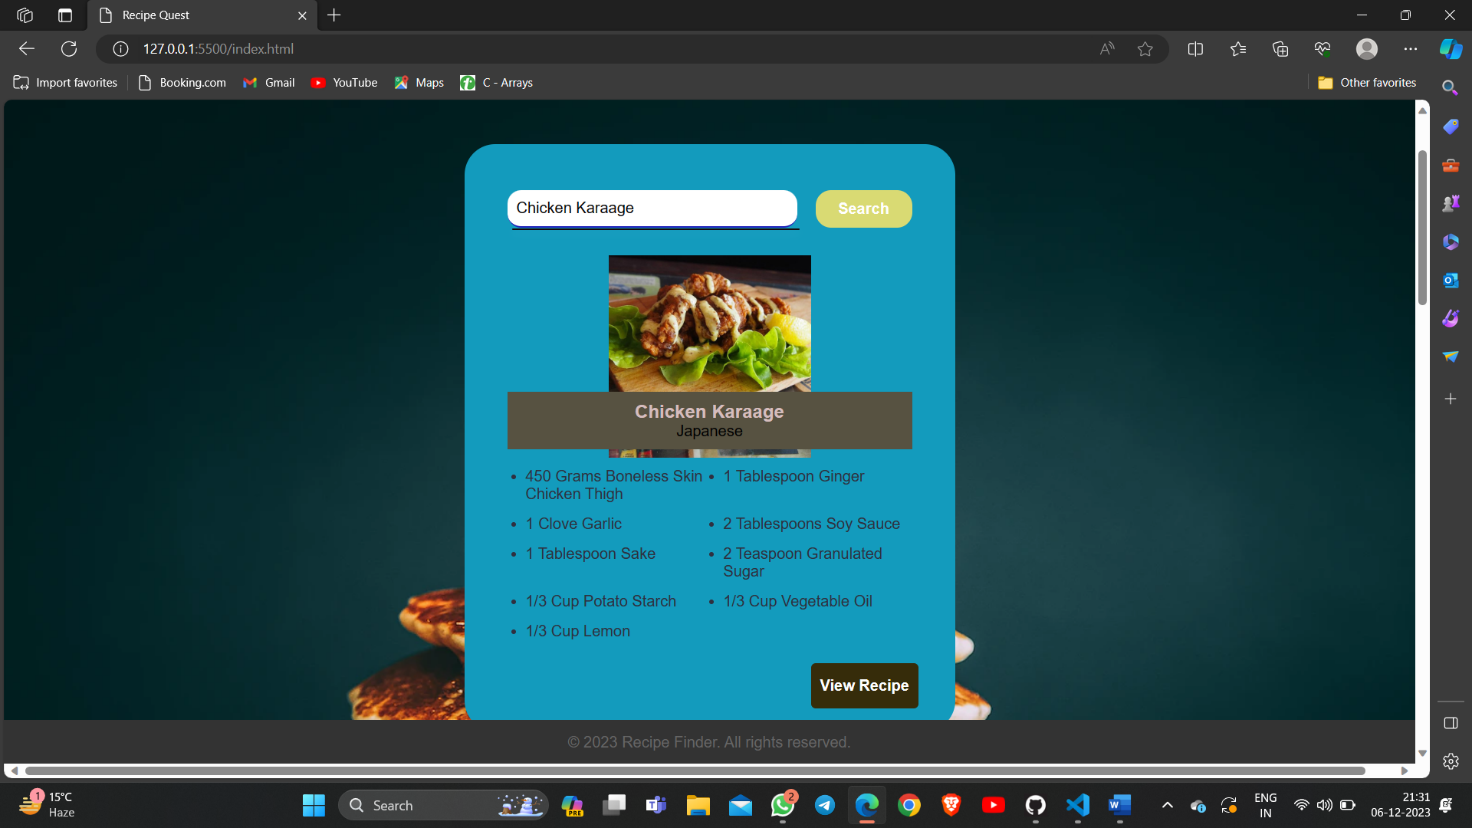 Recipe Quest
127.0.0.1:5500/index.html
Import favorites
Booking.com
Gmail
YouTube
Maps
C - Arrays
Other favorites
Chicken Karaage
Search
Chicken Karaage
Japanese
450 Grams Boneless Skin
Chicken Thigh
1 Tablespoon Ginger
1 Clove Garlic
2 Tablespoons Soy Sauce
1 Tablespoon Sake
2 Teaspoon Granulated
Sugar
1/3 Cup Potato Starch
1/3 Cup Vegetable Oil
1/3 Cup Lemon
View Recipe
© 2023 Recipe Finder. All rights reserved.
1
15°C
Haze
Search
PRE
2
ENG
IN
21:31
06-12-2023